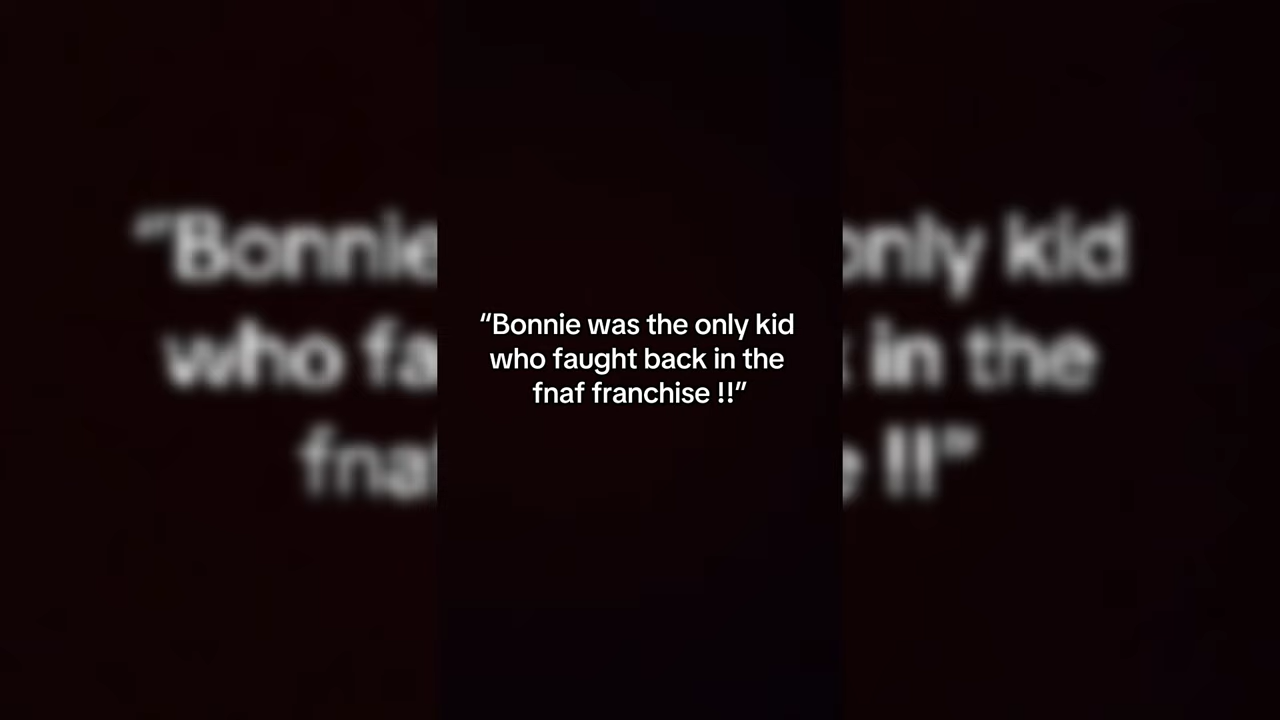 “Bonnie was the only kid
who faught back in the
fnaf franchise !!”